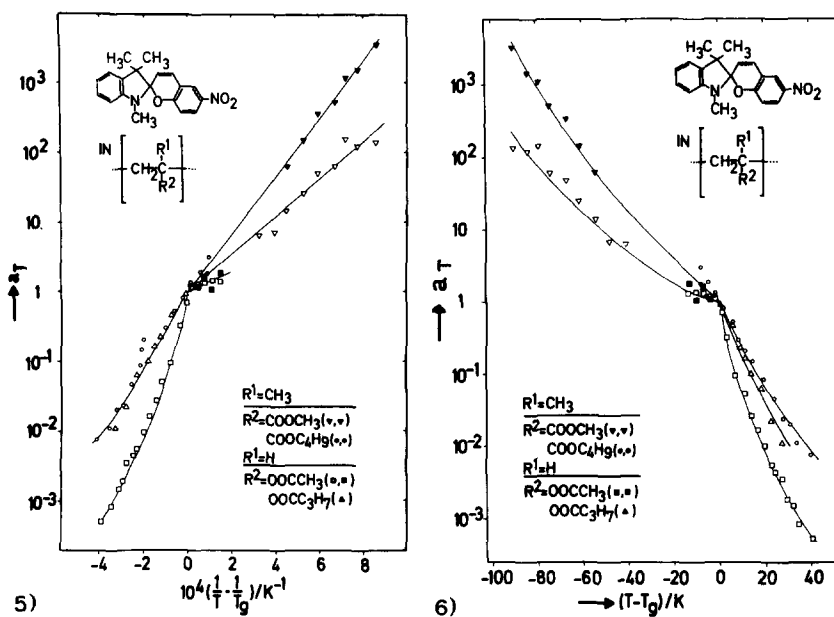 10³
10²
10
1
10⁻¹
10⁻²
10⁻³
→ aT
H₃C CH₃
N
O
NO₂
CH₃
IN
R¹
CH₂C
R²
R¹=CH₃
R²=COOCH₃(▿,▾)
COOC₄H₉(◦,•)
R¹=H
R²=OOCCH₃(▫,▪)
OOCC₃H₇(▵)
-4 -2 0 2 4 6 8
10⁴(1/T - 1/Tg)/K⁻¹
5)
10³
10²
10
1
10⁻¹
10⁻²
10⁻³
→ aT
H₃C CH₃
N
O
NO₂
CH₃
IN
R¹
CH₂C
R²
R¹=CH₃
R²=COOCH₃(▿,▾)
COOC₄H₉(◦,•)
R¹=H
R²=OOCCH₃(▫,▪)
OOCC₃H₇(▵)
-100 -80 -60 -40 -20 0 20 40
→ (T-Tg)/K
6)